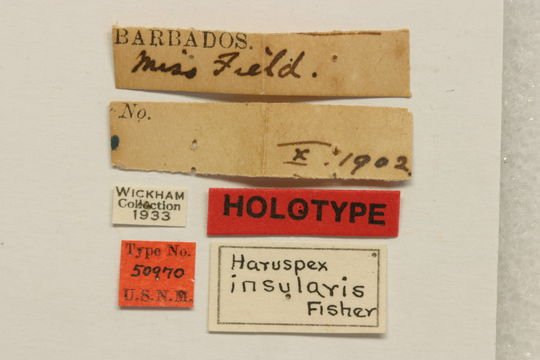 BARBADOS.
Miss Field.
No.
X. 1902.
WICKHAM
Collection
1933
HOLOTYPE
Type No.
50970
U.S.N.M.
Haruspex
insularis
Fisher